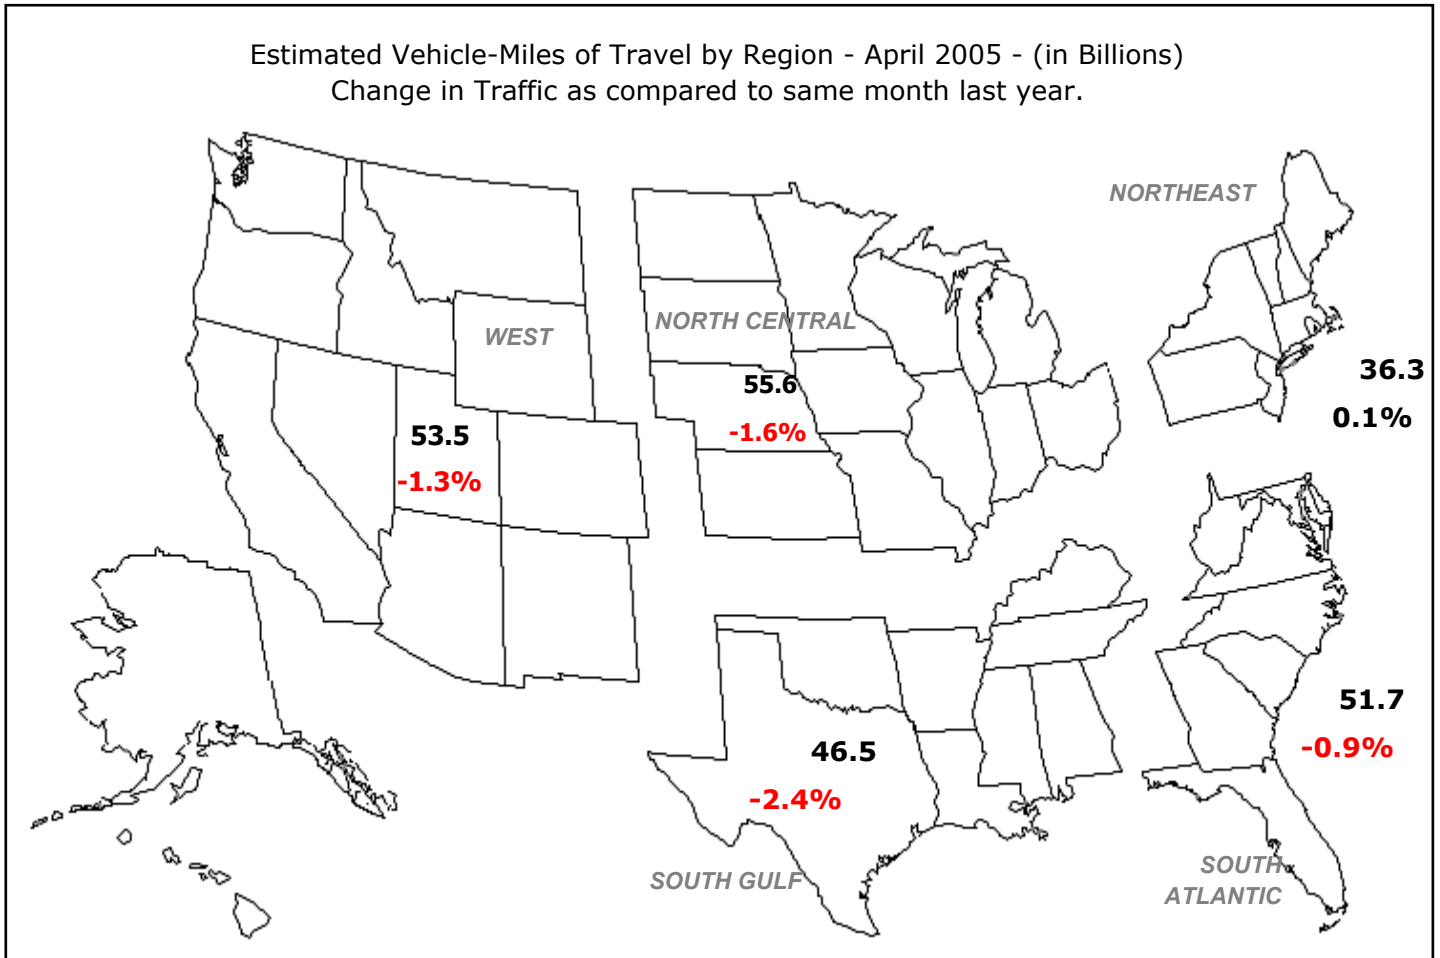 Estimated Vehicle-Miles of Travel by Region - April 2005 - (in Billions)
Change in Traffic as compared to same month last year.
NORTHEAST
WEST
NORTH CENTRAL
36.3
0.1%
55.6
-1.6%
53.5
-1.3%
51.7
-0.9%
46.5
-2.4%
SOUTH GULF
SOUTH
ATLANTIC